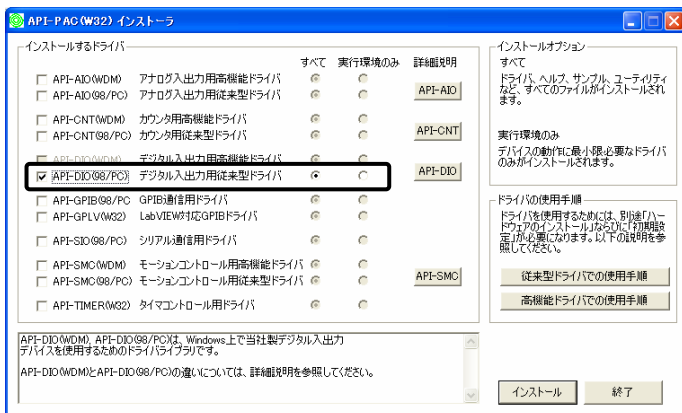 API-PAC(W32) インストーラ
インストールするドライバ
すべて 実行環境のみ 詳細説明
API-AIO(WDM) アナログ入出力用高機能ドライバ
API-AIO(98/PC) アナログ入出力用従来型ドライバ
API-AIO
API-CNT(WDM) カウンタ用高機能ドライバ
API-CNT(98/PC) カウンタ用従来型ドライバ
API-CNT
API-DIO(WDM) デジタル入出力用高機能ドライバ
API-DIO(98/PC) デジタル入出力用従来型ドライバ
API-DIO
API-GPIB(98/PC GPIB通信用ドライバ
API-GPLV(W32) LabVIEW対応GPIBドライバ
API-SIO(98/PC) シリアル通信用ドライバ
API-SMC(WDM) モーションコントロール用高機能ドライバ
API-SMC(98/PC) モーションコントロール用従来型ドライバ
API-SMC
API-TIMER(W32) タイマコントロール用ドライバ
インストールオプション
すべて
ドライバ、ヘルプ、サンプル、ユーティリティ
など、すべてのファイルがインストールされ
ます。
実行環境のみ
デバイスの動作に最小限必要なドライバ
のみがインストールされます。
ドライバの使用手順
ドライバを使用するためには、別途「ハー
ドウェアのインストール」ならびに「初期設
定」が必要になります。以下の説明を参
照してください。
従来型ドライバでの使用手順
高機能ドライバでの使用手順
API-DIO(WDM), API-DIO(98/PC)は、Windows上で当社製デジタル入出力
デバイスを使用するためのドライバライブラリです。
API-DIO(WDM)とAPI-DIO(98/PC)の違いについては、詳細説明を参照してください。
インストール 終了